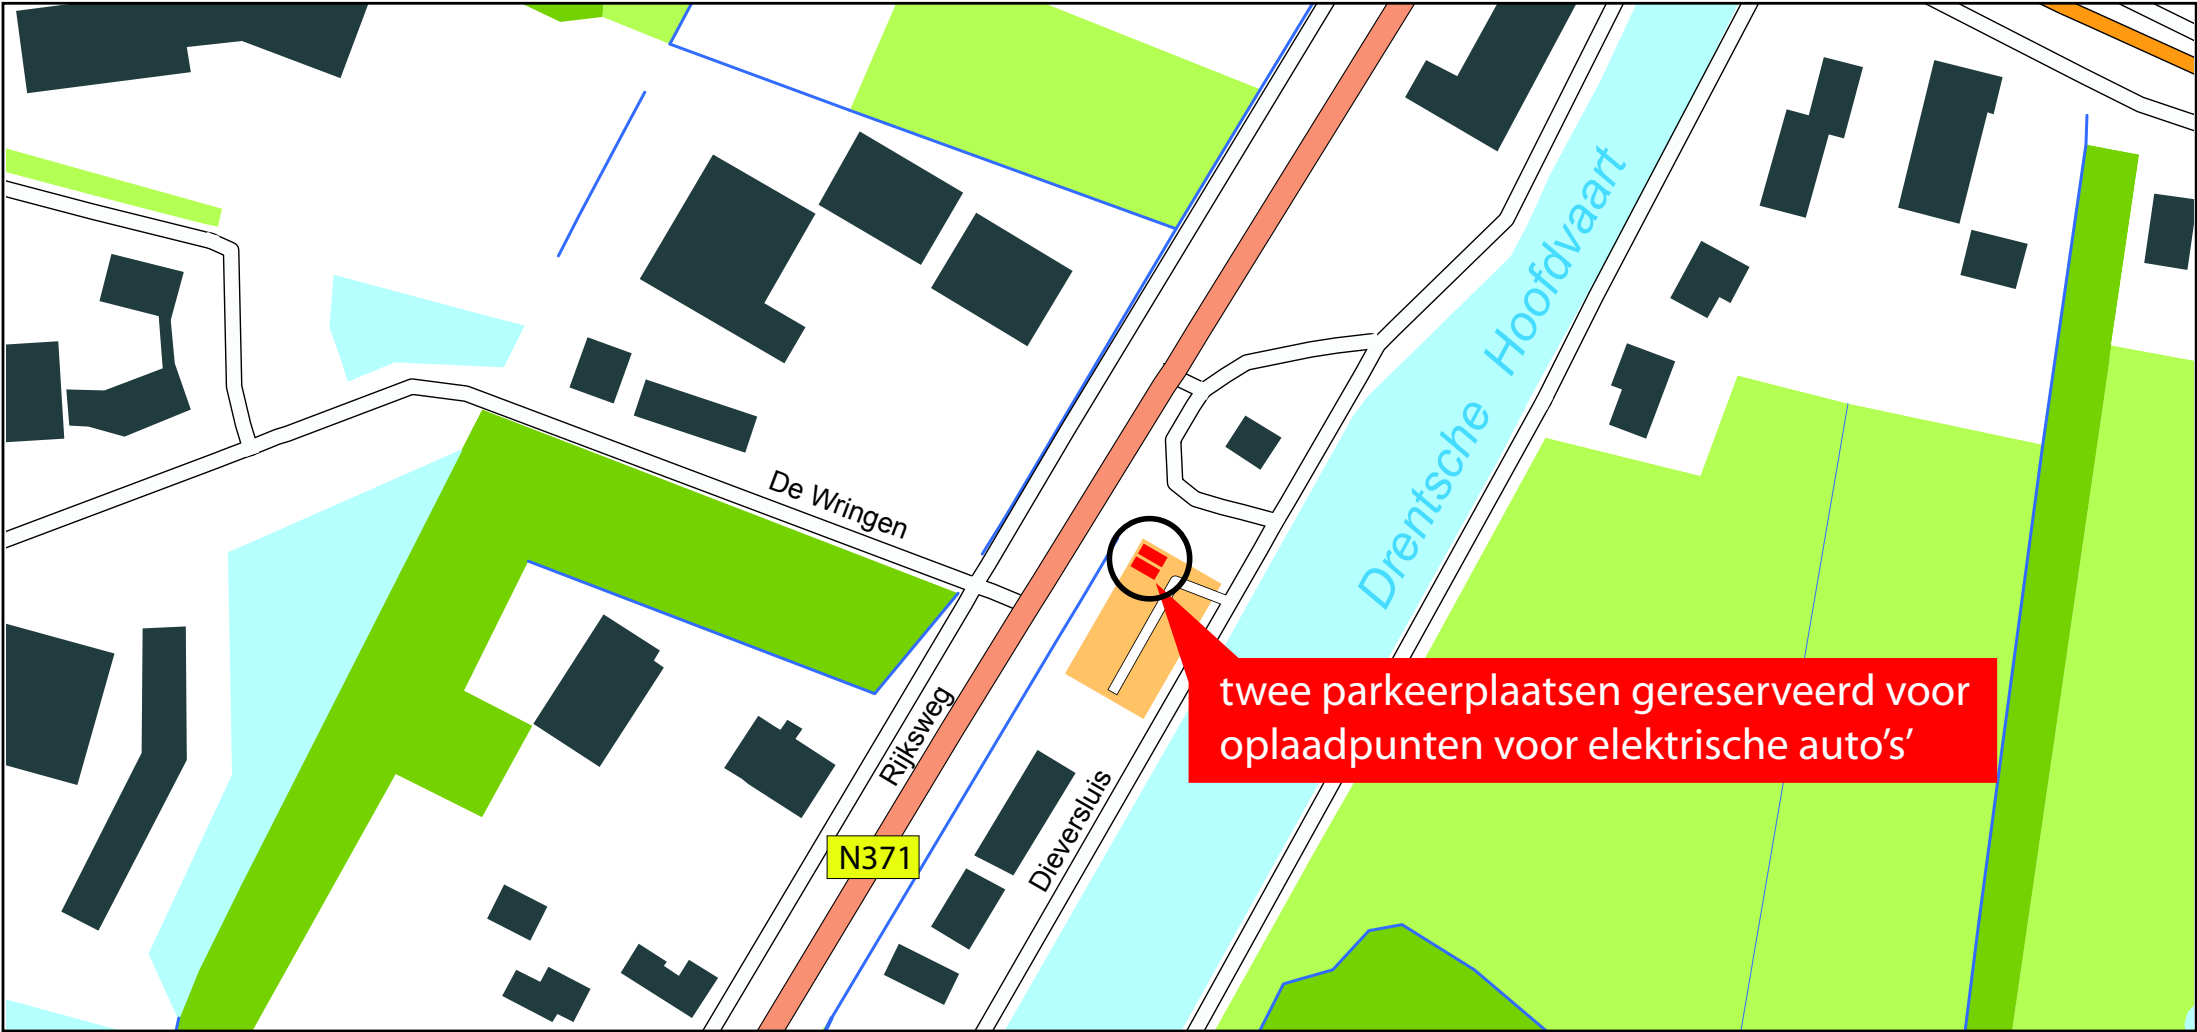 Drentsche Hoofdvaart
De Wringen
twee parkeerplaatsen gereserveerd voor
oplaadpunten voor elektrische auto's'
Rijksweg
Dieversluis
N371